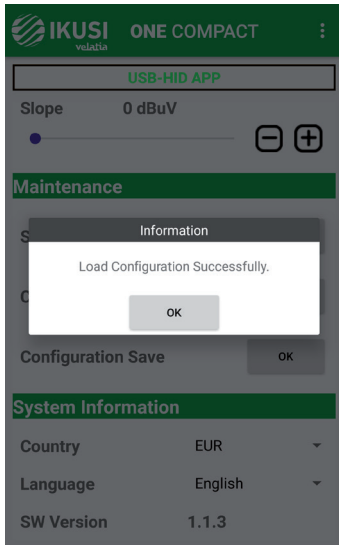 IKUSI
velatia
ONE COMPACT
USB-HID APP
Slope 0 dBuV
Maintenance
S
Information
Load Configuration Successfully.
C
OK
Configuration Save OK
System Information
Country EUR
Language English
SW Version 1.1.3